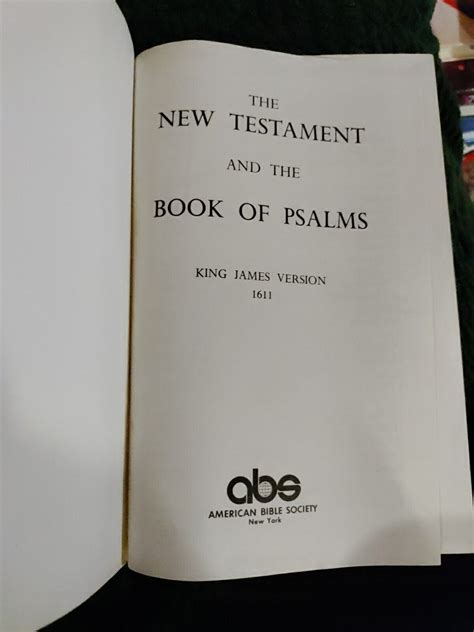 THE
NEW TESTAMENT
AND THE
BOOK OF PSALMS
KING JAMES VERSION
1611
abs
AMERICAN BIBLE SOCIETY
New York